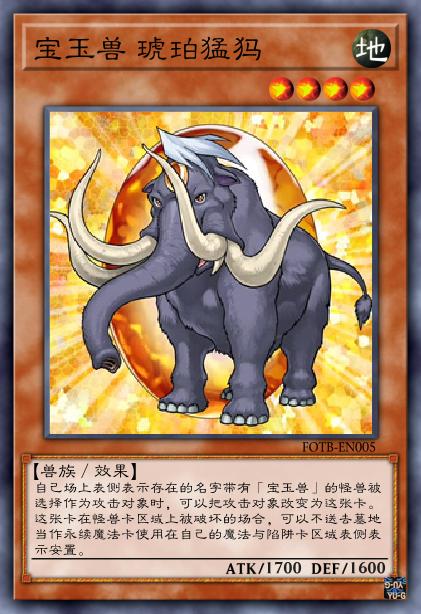 宝玉兽 琥珀猛犸
地
FOTB-EN005
【兽族／效果】
自己场上表侧表示存在的名字带有「宝玉兽」的怪兽被
选择作为攻击对象时，可以把攻击对象改变为这张卡。
这张卡在怪兽卡区域上被破坏的场合，可以不送去墓地
当作永续魔法卡使用在自己的魔法与陷阱卡区域表侧表
示安置。
ATK/1700 DEF/1600